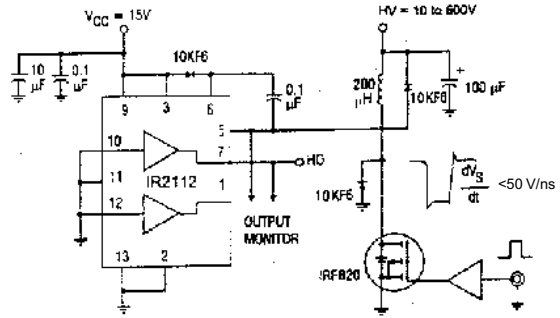 V_CC = 15V
HV = 10 to 600V
10KF6
10 µF
0.1 µF
0.1 µF
200 µH
10KF6
100 µF
+
9
3
6
5
7
HO
10
11
12
IR2112
1
13
2
OUTPUT MONITOR
10KF6
dV_S
dt
<50 V/ns
IRF820